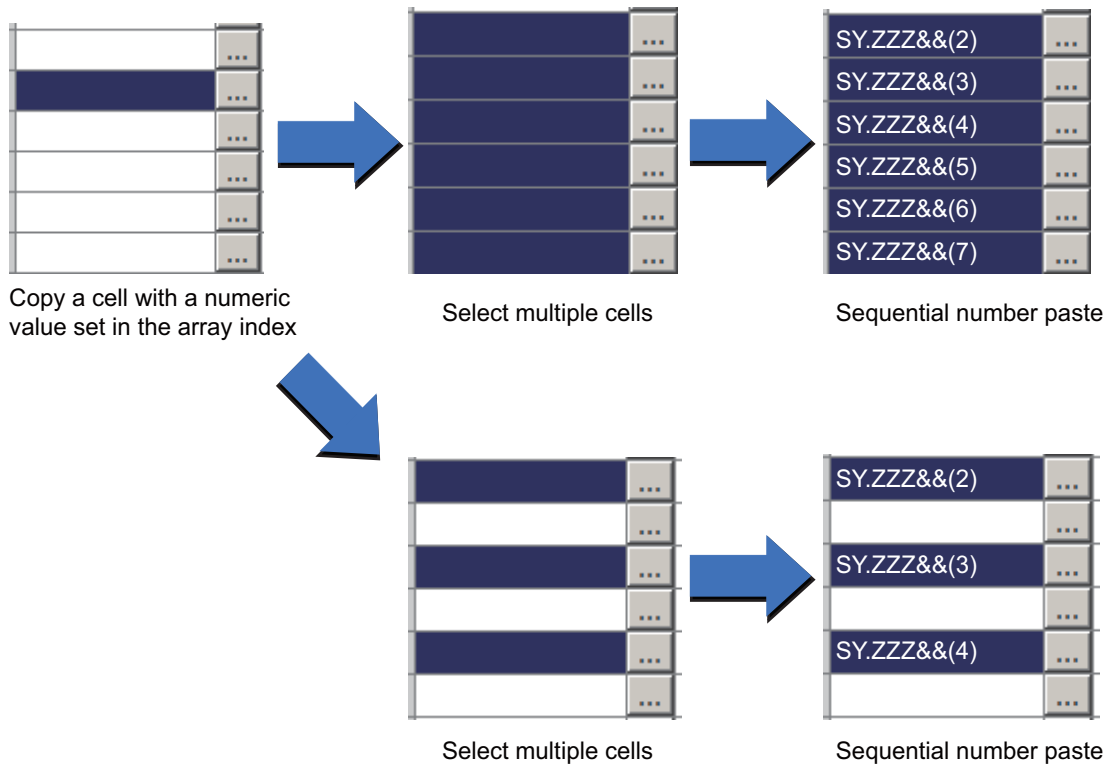 ...
...
...
...
...
...
Copy a cell with a numeric
value set in the array index
...
...
...
...
...
...
Select multiple cells
SY.ZZZ&&(2) ...
SY.ZZZ&&(3) ...
SY.ZZZ&&(4) ...
SY.ZZZ&&(5) ...
SY.ZZZ&&(6) ...
SY.ZZZ&&(7) ...
Sequential number paste
...
...
...
...
...
...
Select multiple cells
SY.ZZZ&&(2) ...
...
SY.ZZZ&&(3) ...
...
SY.ZZZ&&(4) ...
...
Sequential number paste